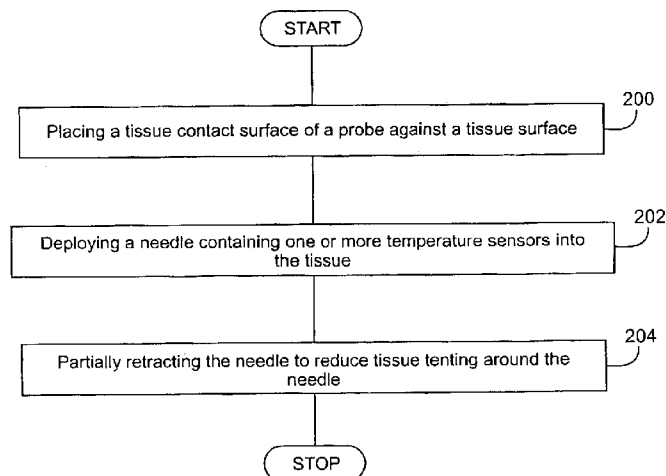 START
200
Placing a tissue contact surface of a probe against a tissue surface
202
Deploying a needle containing one or more temperature sensors into
the tissue
204
Partially retracting the needle to reduce tissue tenting around the
needle
STOP